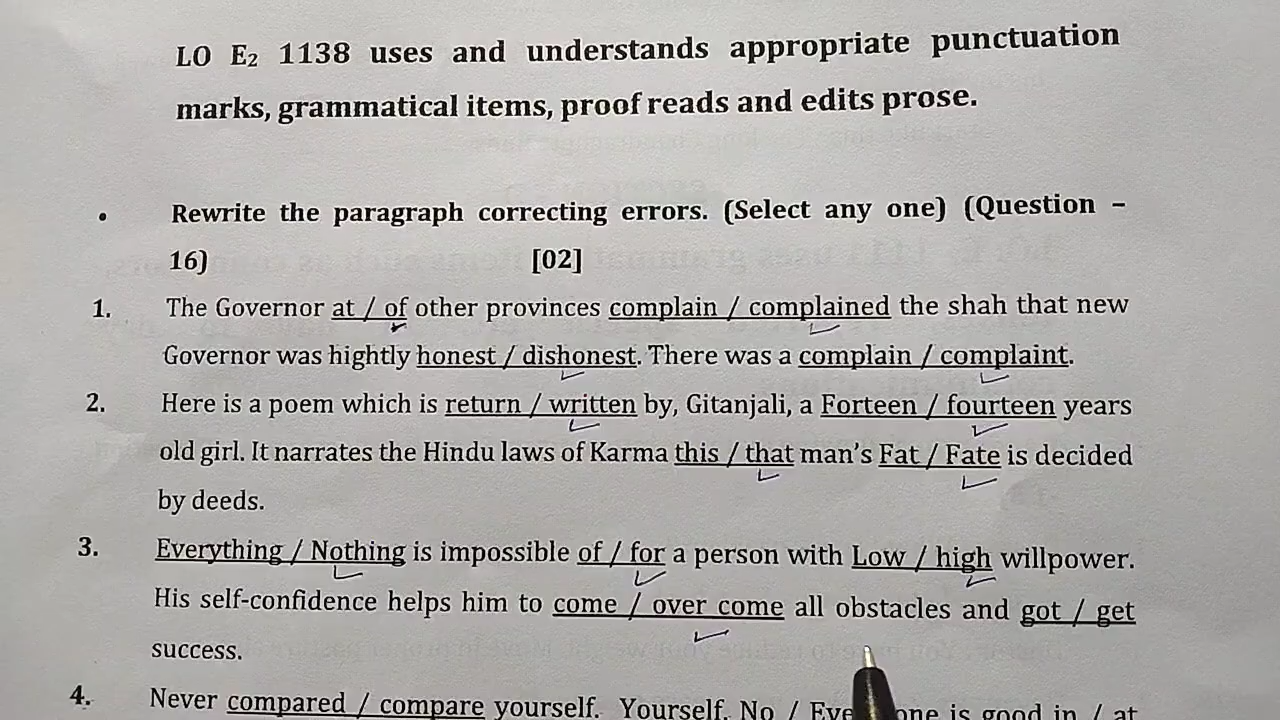 LO E₂ 1138 uses and understands appropriate punctuation
marks, grammatical items, proof reads and edits prose.
• Rewrite the paragraph correcting errors. (Select any one) (Question –
16) [02]
1. The Governor at / of other provinces complain / complained the shah that new
Governor was hightly honest / dishonest. There was a complain / complaint.
2. Here is a poem which is return / written by, Gitanjali, a Forteen / fourteen years
old girl. It narrates the Hindu laws of Karma this / that man's Fat / Fate is decided
by deeds.
3. Everything / Nothing is impossible of / for a person with Low / high willpower.
His self-confidence helps him to come / over come all obstacles and got / get
success.
4. Never compared / compare yourself. Yourself. No / one is good in / at